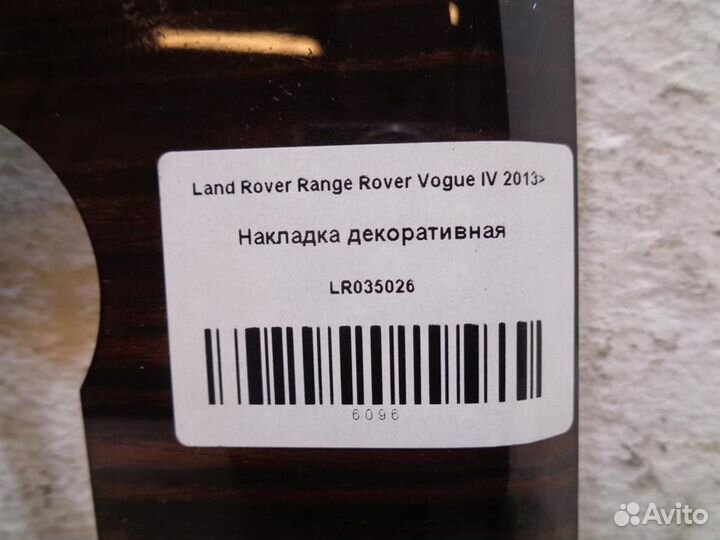 Land Rover Range Rover Vogue IV 2013>
Накладка декоративная
LR035026
6096
Avito